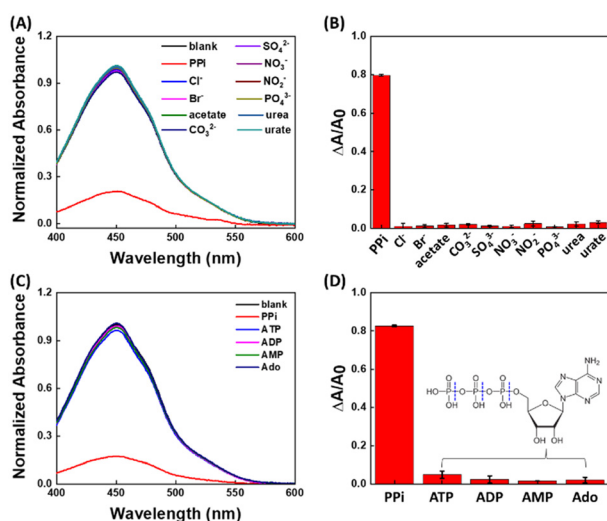 (A)
Normalized Absorbance
1.2
0.9
0.6
0.3
0.0
blank
PPi
Cl⁻
Br⁻
acetate
CO₃²⁻
SO₄²⁻
NO₃⁻
NO₂⁻
PO₄³⁻
urea
urate
400 450 500 550 600
Wavelength (nm)
(B)
ΔA/A0
1.0
0.8
0.6
0.4
0.2
0.0
PPi
Cl⁻
Br⁻
acetate
CO₃²⁻
SO₄³⁻
NO₃⁻
NO₂⁻
PO₄³⁻
urea
urate
(C)
Normalized Absorbance
1.2
0.9
0.6
0.3
0.0
blank
PPi
ATP
ADP
AMP
Ado
400 450 500 550 600
Wavelength (nm)
(D)
ΔA/A0
1.0
0.8
0.6
0.4
0.2
0.0
NH₂
N N
N N
O O O
HO-P-O-P-O-P-O
OH OH OH
O
OH OH
PPi ATP ADP AMP Ado